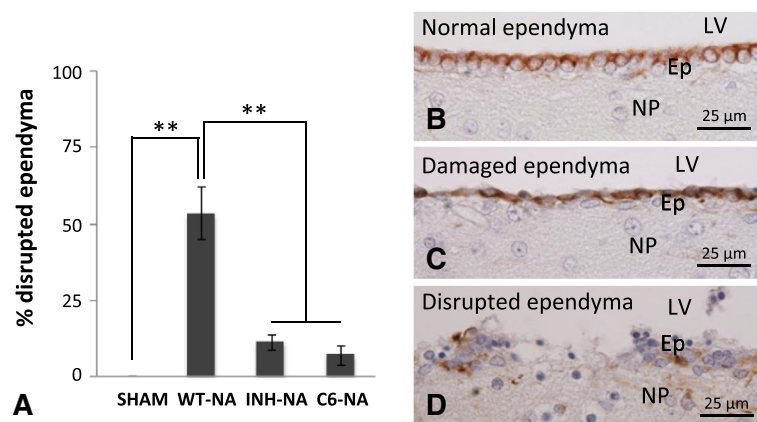 % disrupted ependyma
100
75
50
25
0
**
**
SHAM WT-NA INH-NA C6-NA
A
Normal ependyma LV
Ep
NP
B 25 µm
Damaged ependyma LV
Ep
NP
C 25 µm
Disrupted ependyma LV
Ep
NP
D 25 µm